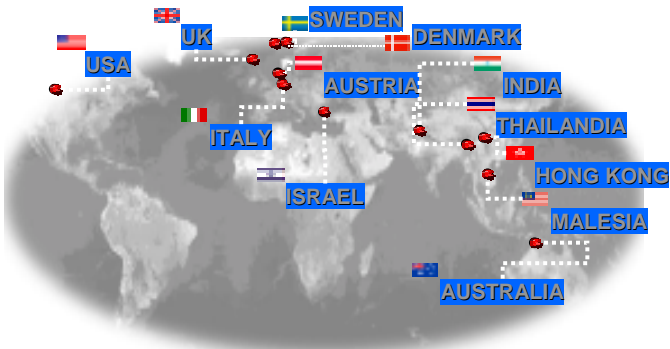 SWEDEN
UK
DENMARK
USA
AUSTRIA
INDIA
THAILANDIA
ITALY
HONG KONG
ISRAEL
MALESIA
AUSTRALIA